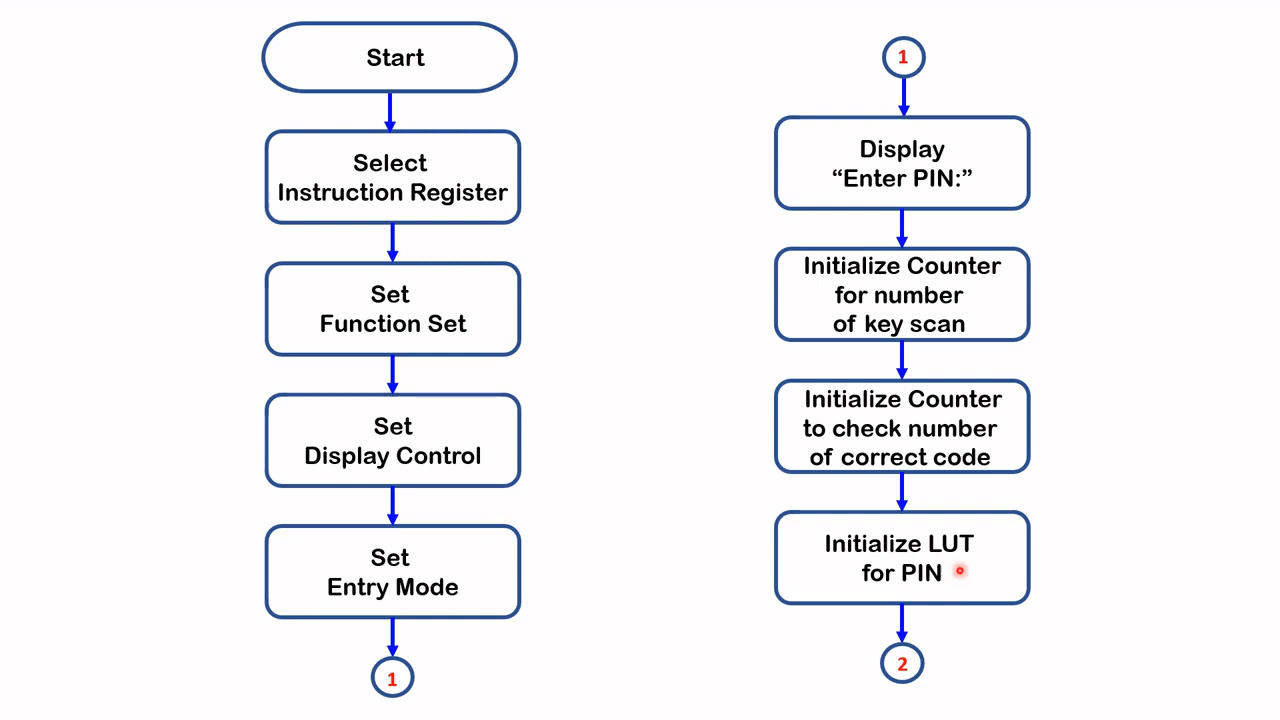 Start
Select
Instruction Register
Set
Function Set
Set
Display Control
Set
Entry Mode
1
1
Display
“Enter PIN:”
Initialize Counter
for number
of key scan
Initialize Counter
to check number
of correct code
Initialize LUT
for PIN
2